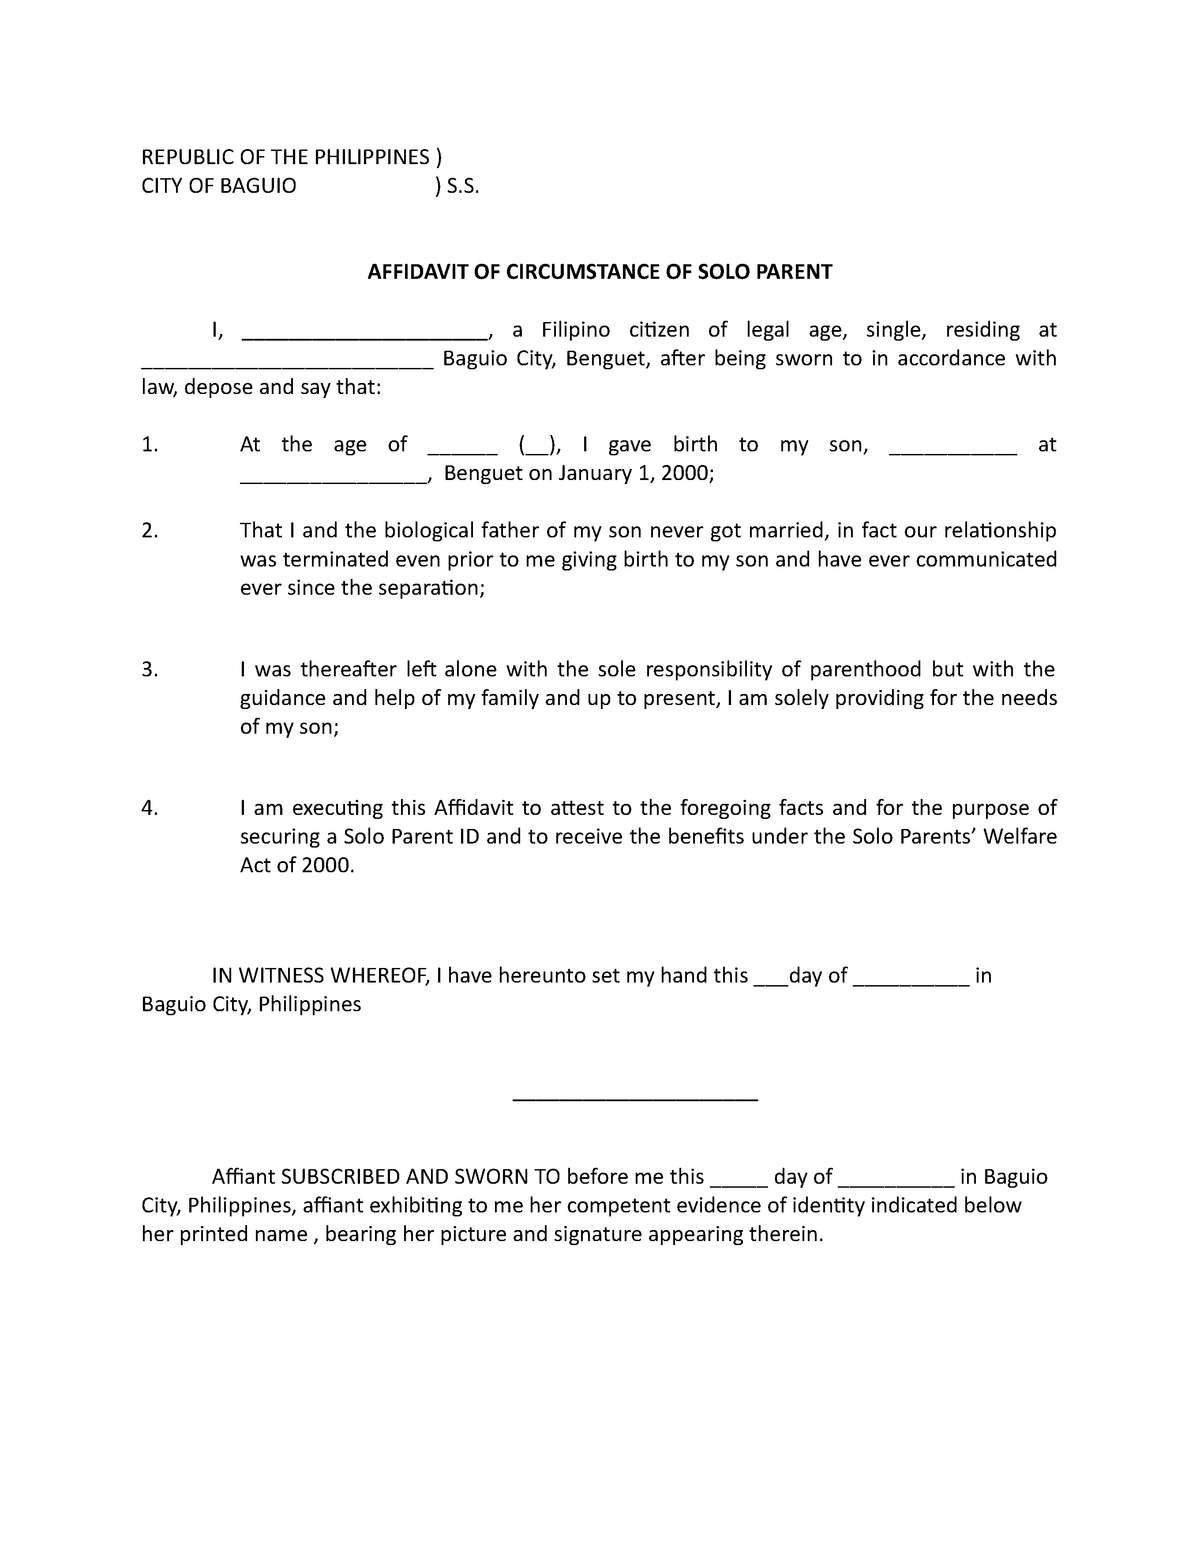 REPUBLIC OF THE PHILIPPINES )
CITY OF BAGUIO ) S.S.
AFFIDAVIT OF CIRCUMSTANCE OF SOLO PARENT
I, _____________________, a Filipino citizen of legal age, single, residing at
_________________________ Baguio City, Benguet, after being sworn to in accordance with
law, depose and say that:
1. At the age of ______ (__), I gave birth to my son, ___________ at
________________, Benguet on January 1, 2000;
2. That I and the biological father of my son never got married, in fact our relationship
was terminated even prior to me giving birth to my son and have ever communicated
ever since the separation;
3. I was thereafter left alone with the sole responsibility of parenthood but with the
guidance and help of my family and up to present, I am solely providing for the needs
of my son;
4. I am executing this Affidavit to attest to the foregoing facts and for the purpose of
securing a Solo Parent ID and to receive the benefits under the Solo Parents’ Welfare
Act of 2000.
IN WITNESS WHEREOF, I have hereunto set my hand this ___day of __________ in
Baguio City, Philippines
_____________________
Affiant SUBSCRIBED AND SWORN TO before me this _____ day of __________ in Baguio
City, Philippines, affiant exhibiting to me her competent evidence of identity indicated below
her printed name , bearing her picture and signature appearing therein.